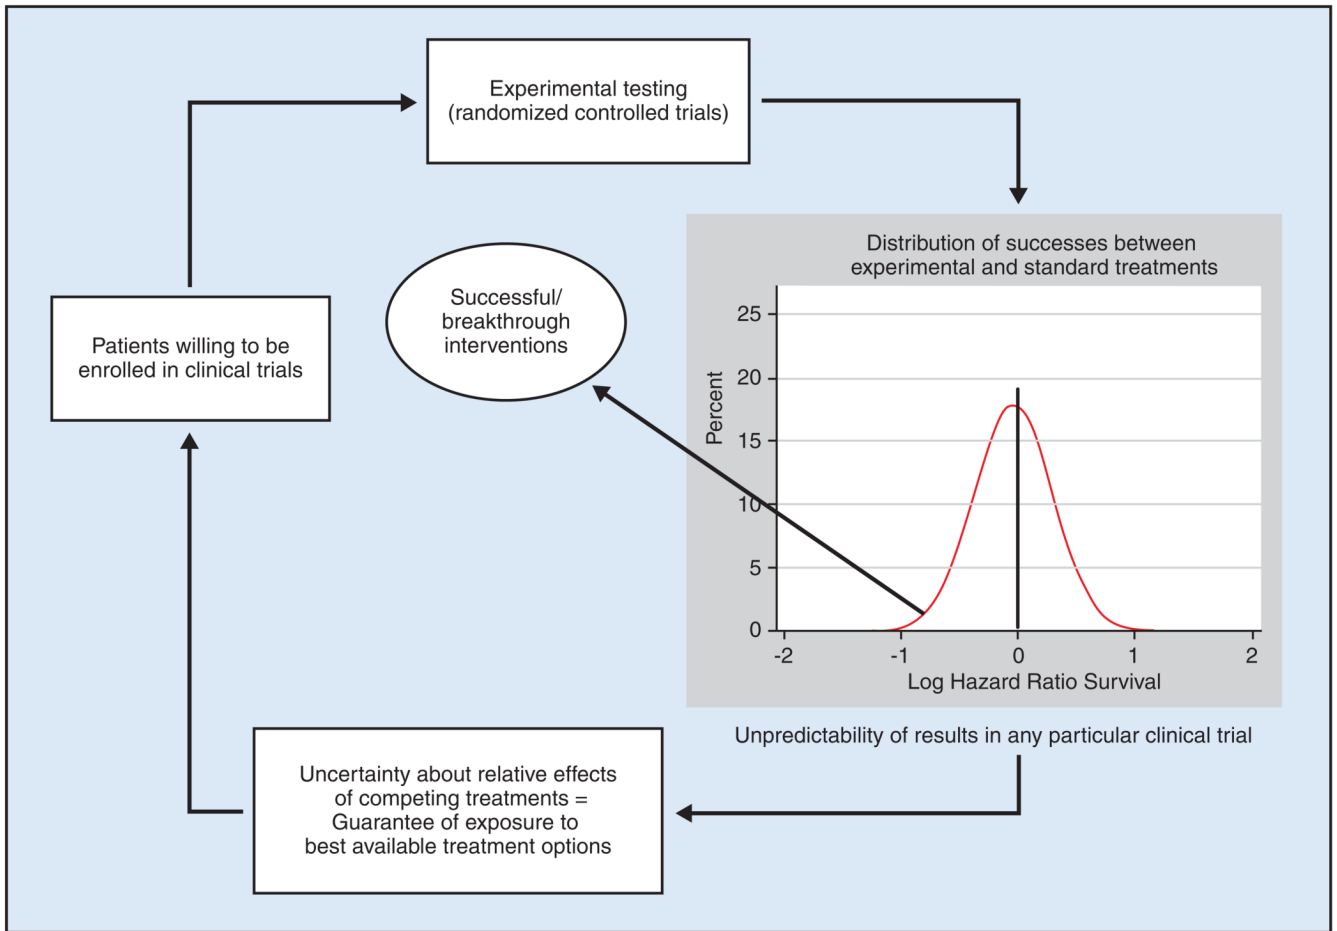 Experimental testing
(randomized controlled trials)
Distribution of successes between
experimental and standard treatments
Successful/
breakthrough
interventions
Patients willing to be
enrolled in clinical trials
Percent
25
20
15
10
5
0
-2
-1
0
1
2
Log Hazard Ratio Survival
Unpredictability of results in any particular clinical trial
Uncertainty about relative effects
of competing treatments =
Guarantee of exposure to
best available treatment options